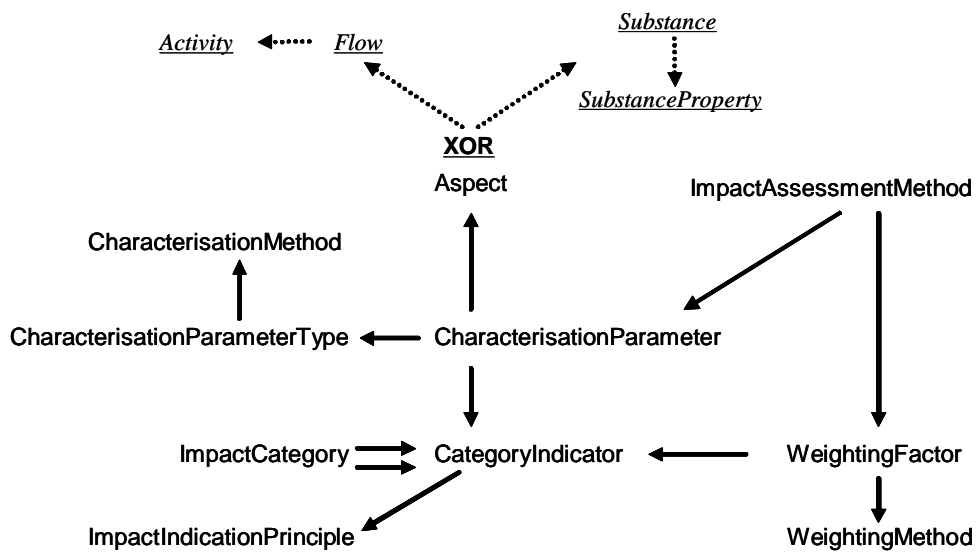 Substance
Activity
Flow
SubstanceProperty
XOR
Aspect
ImpactAssessmentMethod
CharacterisationMethod
CharacterisationParameterType
CharacterisationParameter
ImpactCategory
CategoryIndicator
WeightingFactor
ImpactIndicationPrinciple
WeightingMethod